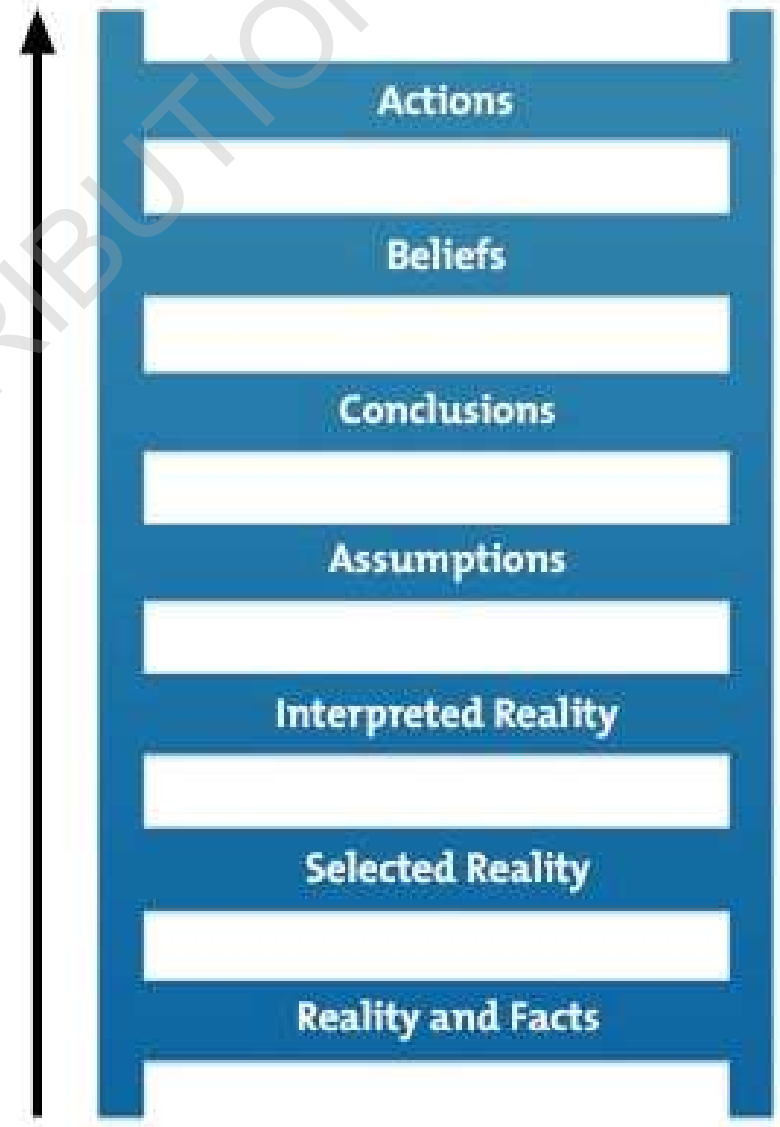 Actions
Beliefs
Conclusions
Assumptions
Interpreted Reality
Selected Reality
Reality and Facts